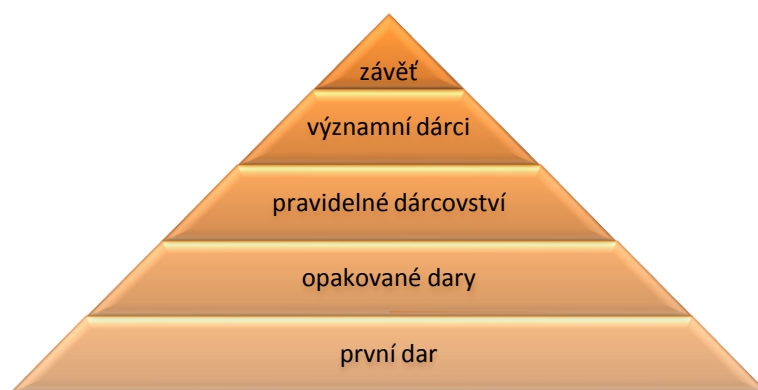 závěť
významní dárci
pravidelné dárcovství
opakované dary
první dar